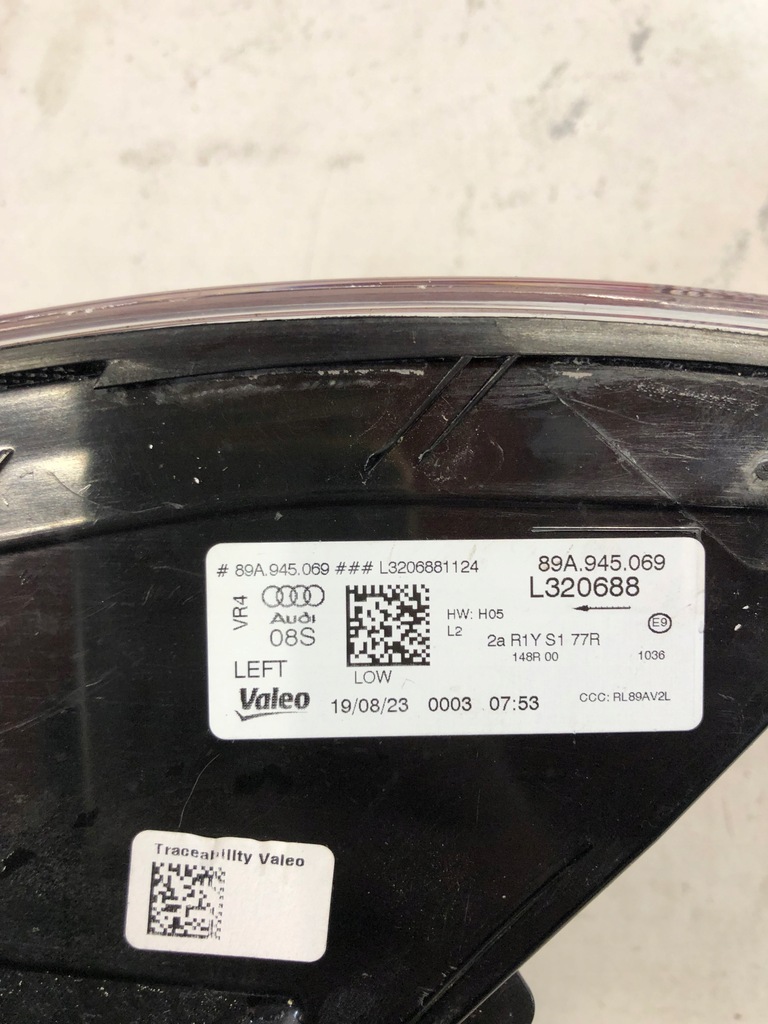 # 89A.945.069 ### L3206881124
89A.945.069
L320688
VR4
Audi
08S
HW: H05
L2
2a R1Y S1 77R
148R 00
E9
1036
LEFT
LOW
Valeo
19/08/23 0003 07:53
CCC: RL89AV2L
Traceability Valeo